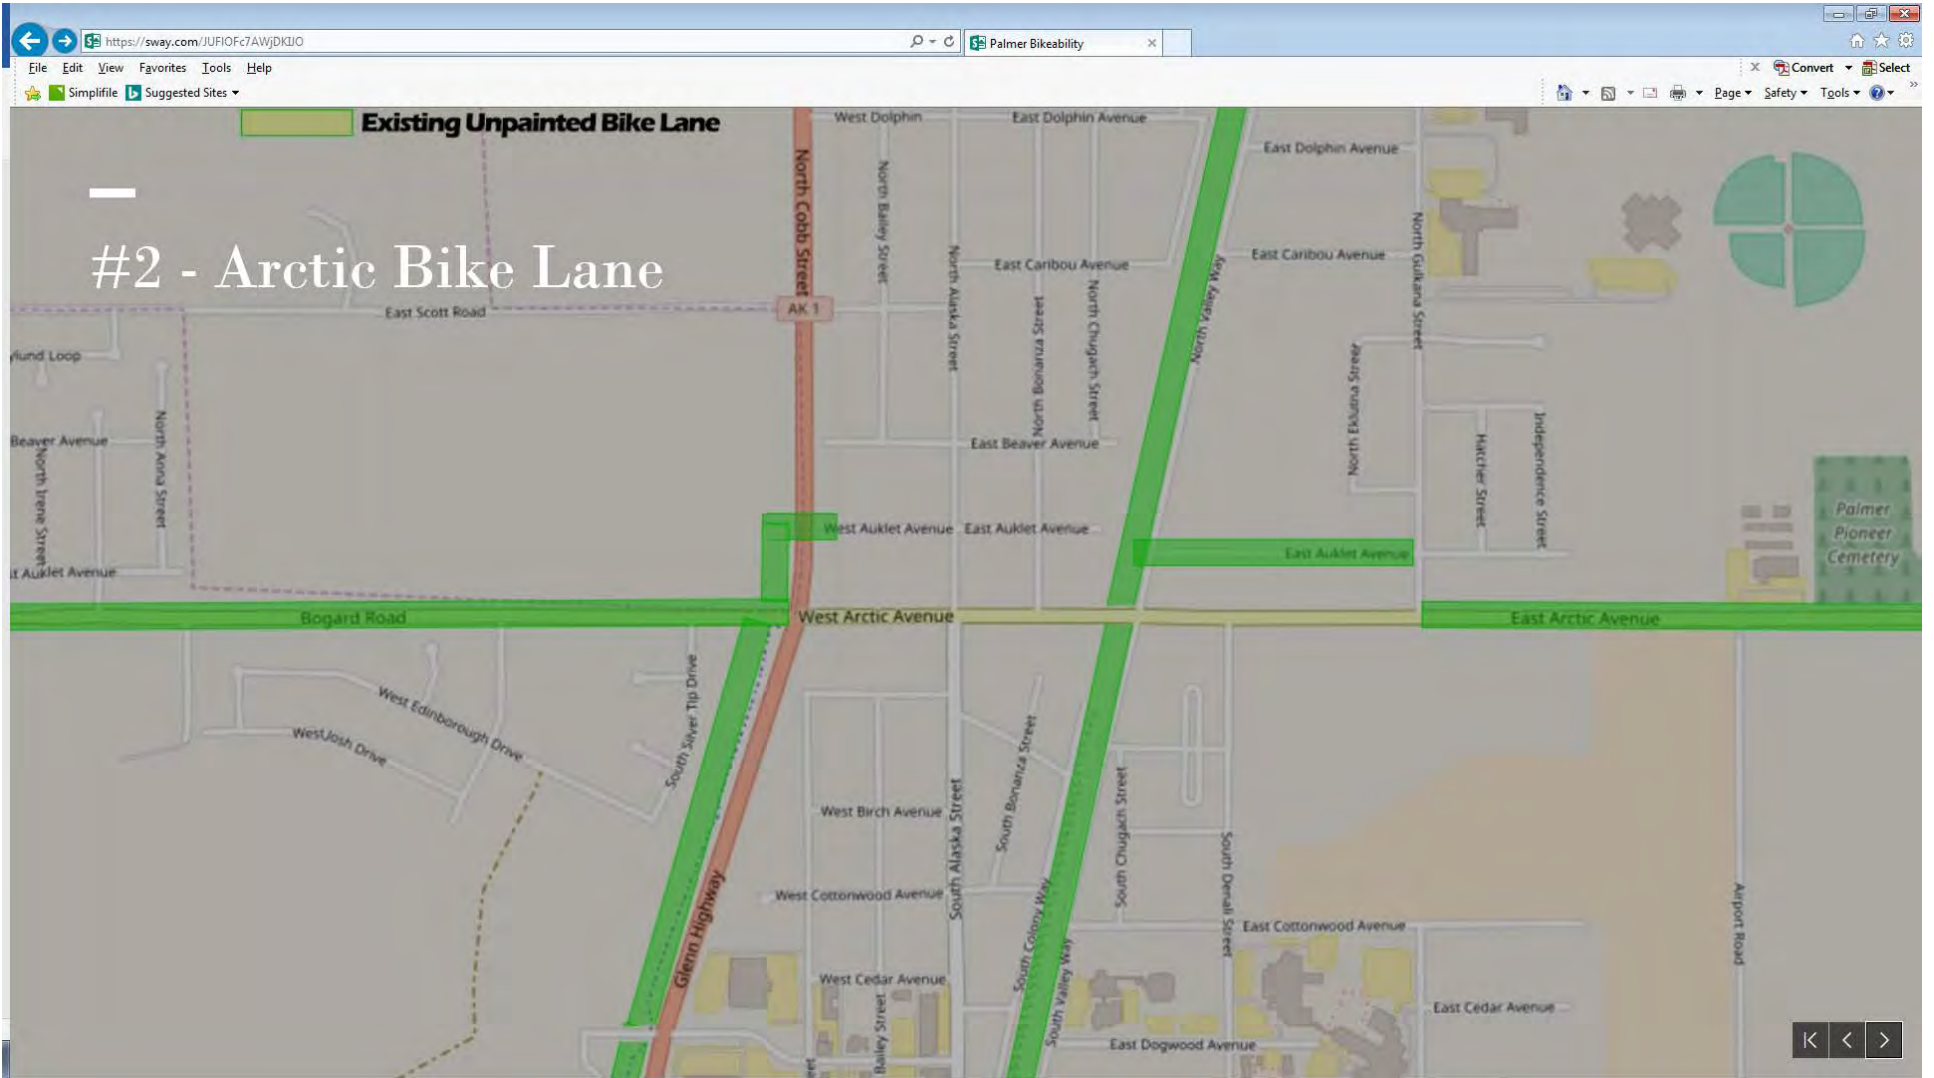 https://sway.com/JUFIOFc7AWjDKIJO
Palmer Bikeability
File Edit View Favorites Tools Help
Convert Select
Simplifile Suggested Sites
Page Safety Tools
Existing Unpainted Bike Lane
#2 - Arctic Bike Lane
West Dolphin
East Dolphin Avenue
East Dolphin Avenue
North Cobb Street
North Bailey Street
North Alaska Street
East Caribou Avenue
East Caribou Avenue
North Valley Way
North Gulkana Street
North Bonanza Street
North Chugach Street
East Scott Road
AK 1
ylund Loop
North Eklutna Street
Beaver Avenue
North Irene Street
North Anna Street
East Beaver Avenue
Hatcher Street
Independence Street
West Auklet Avenue
East Auklet Avenue
East Auklet Avenue
Palmer
Pioneer
Cemetery
t Auklet Avenue
Bogard Road
West Arctic Avenue
East Arctic Avenue
West Edinborough Drive
West Josh Drive
South Silver Tip Drive
South Bonanza Street
South Chugach Street
West Birch Avenue
South Alaska Street
South Denali Street
West Cottonwood Avenue
East Cottonwood Avenue
Airport Road
Glenn Highway
South Colony Way
South Valley Way
West Cedar Avenue
East Cedar Avenue
Bailey Street
East Dogwood Avenue